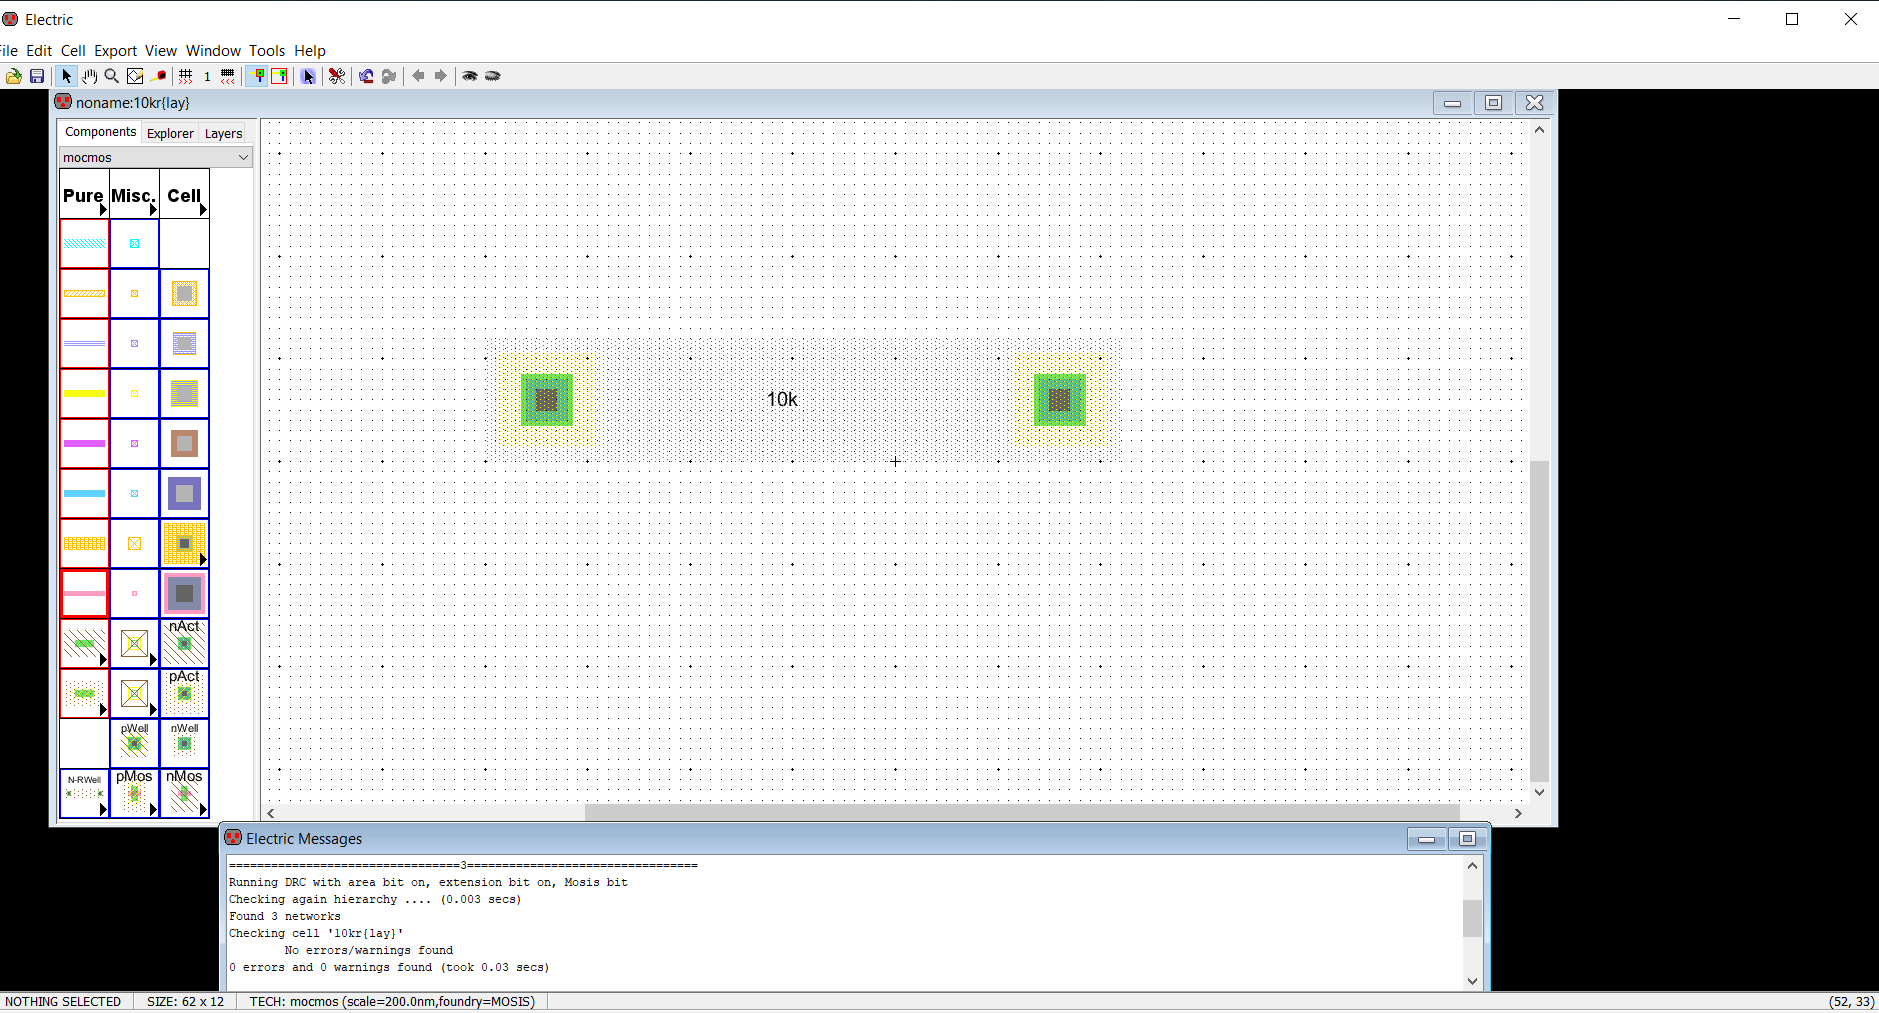 Electric
File Edit Cell Export View Window Tools Help
1
noname:10kr{lay}
Components Explorer Layers
mocmos
Pure Misc. Cell
nAct
pAct
pWell nWell
N-RWell pMos nMos
10k
Electric Messages
=================================3=================================
Running DRC with area bit on, extension bit on, Mosis bit
Checking again hierarchy .... (0.003 secs)
Found 3 networks
Checking cell '10kr{lay}'
No errors/warnings found
0 errors and 0 warnings found (took 0.03 secs)
NOTHING SELECTED SIZE: 62 x 12 TECH: mocmos (scale=200.0nm,foundry=MOSIS) (52, 33)